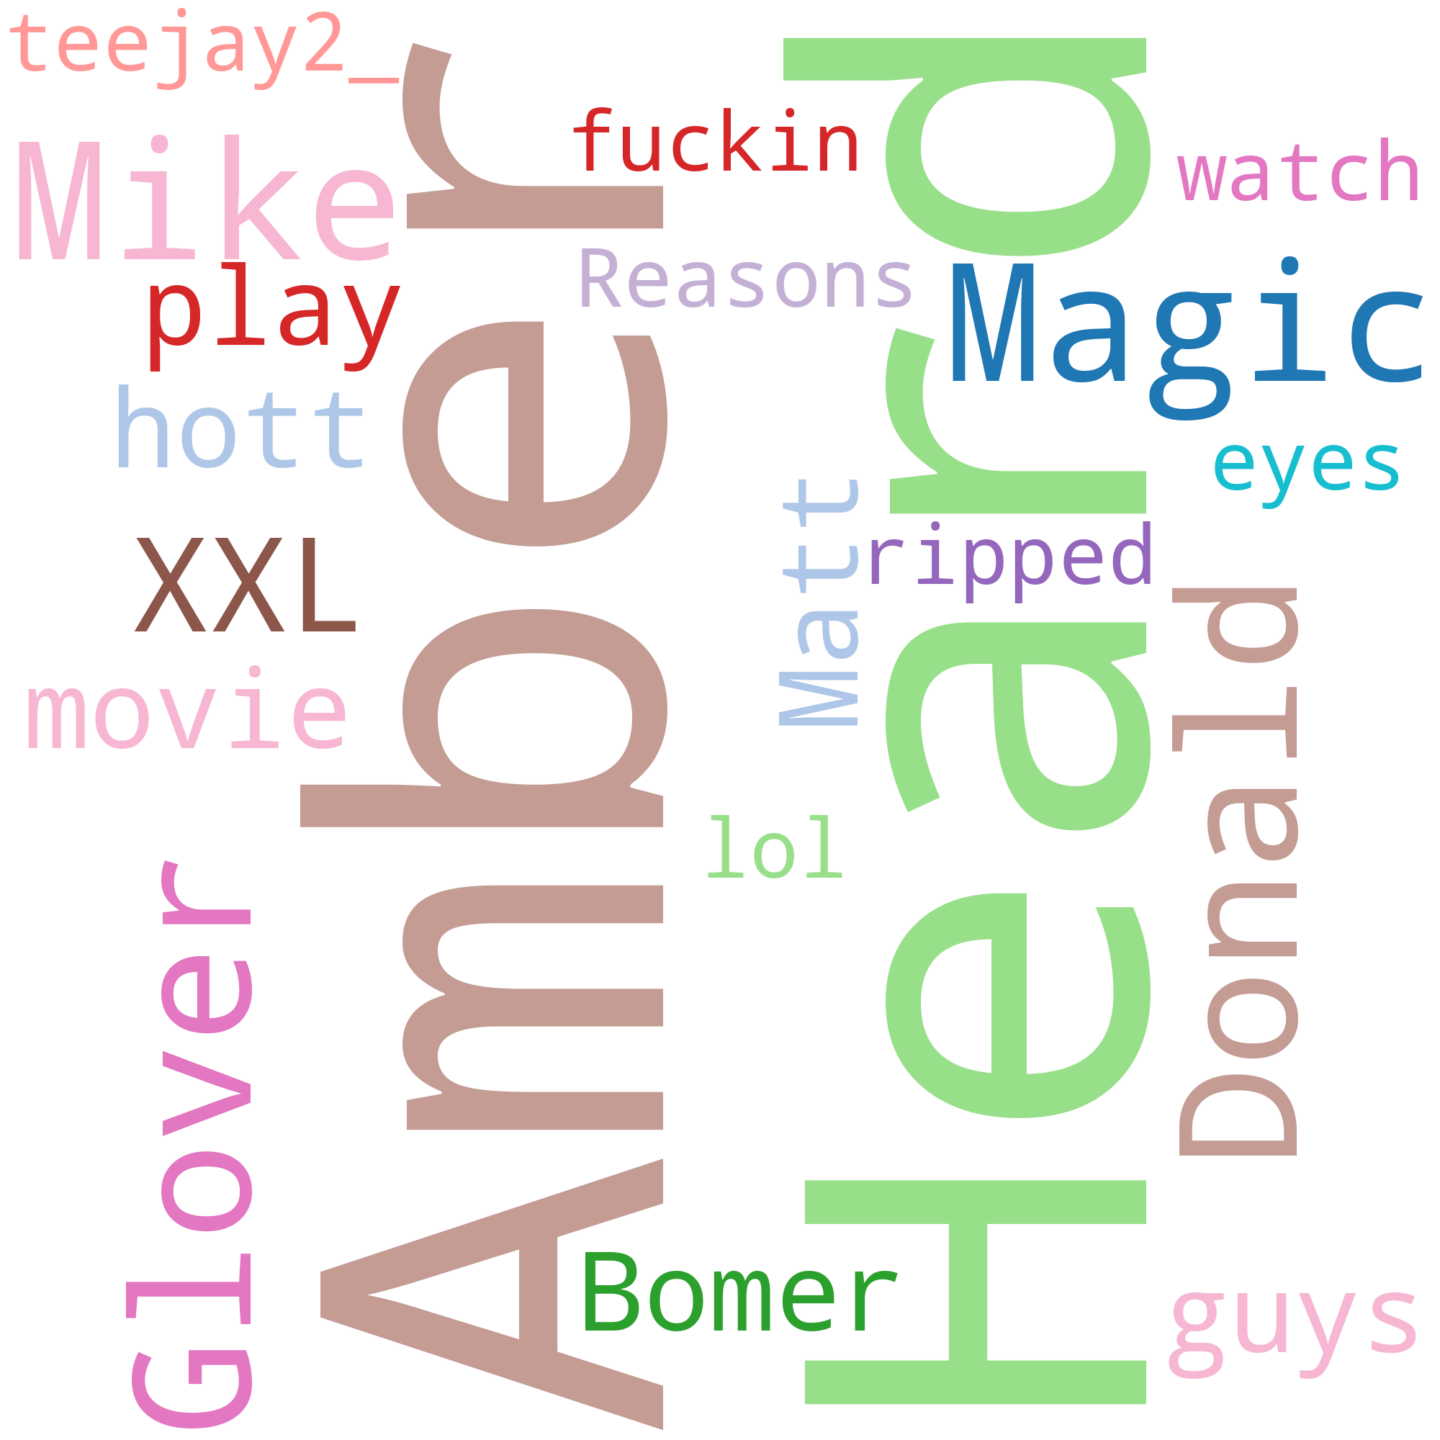 teejay2_
Mike
play
hott
XXL
movie
Glover
Amber
fuckin
Reasons
Matt
ripped
lol
Bomer
Heard
watch
Magic
eyes
Donald
guys